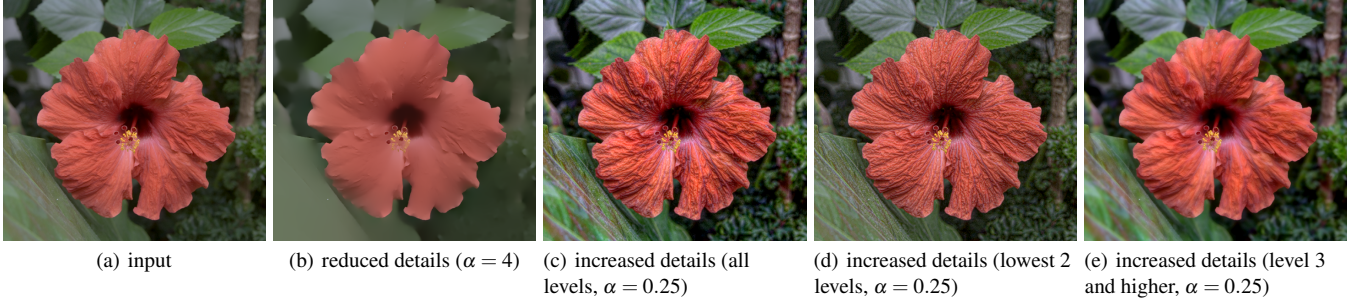 (a) input
(b) reduced details (α = 4)
(c) increased details (all
levels, α = 0.25)
(d) increased details (lowest 2
levels, α = 0.25)
(e) increased details (level 3
and higher, α = 0.25)